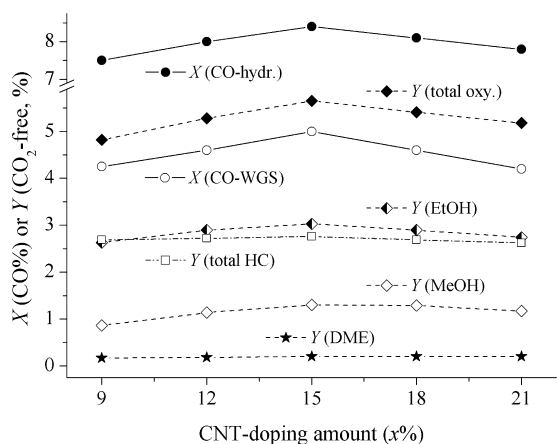 8
7
X (CO-hydr.)
Y (total oxy.)
5
X (CO-WGS)
4
Y (EtOH)
3
Y (total HC)
2
Y (MeOH)
1
Y (DME)
0
9 12 15 18 21
CNT-doping amount (x%)
X (CO%) or Y (CO₂-free, %)